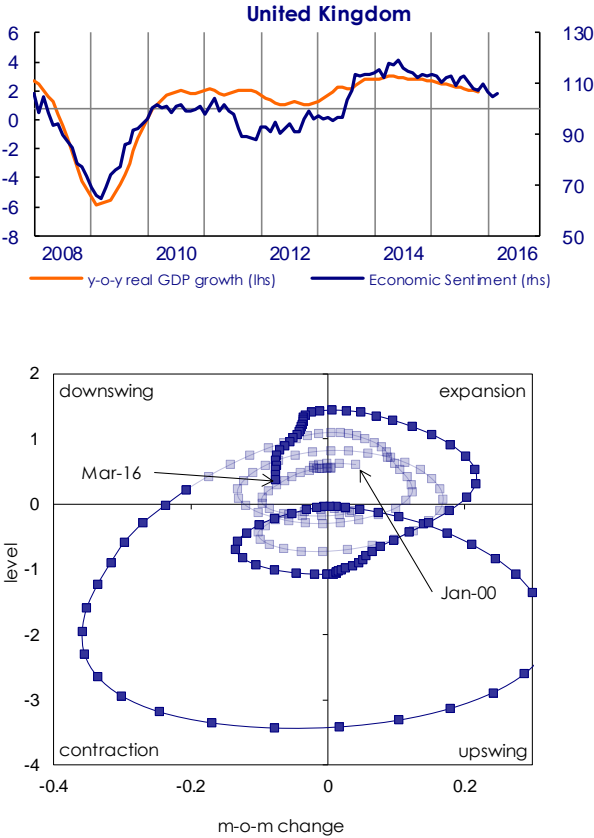 United Kingdom
6 130
4
2 110
0
90
-2
-4
70
-6
-8 50
2008 2010 2012 2014 2016
y-o-y real GDP growth (lhs) Economic Sentiment (rhs)
2
downswing expansion
1
Mar-16
0
-1
level
Jan-00
-2
-3
contraction upswing
-4
-0.4 -0.2 0 0.2
m-o-m change